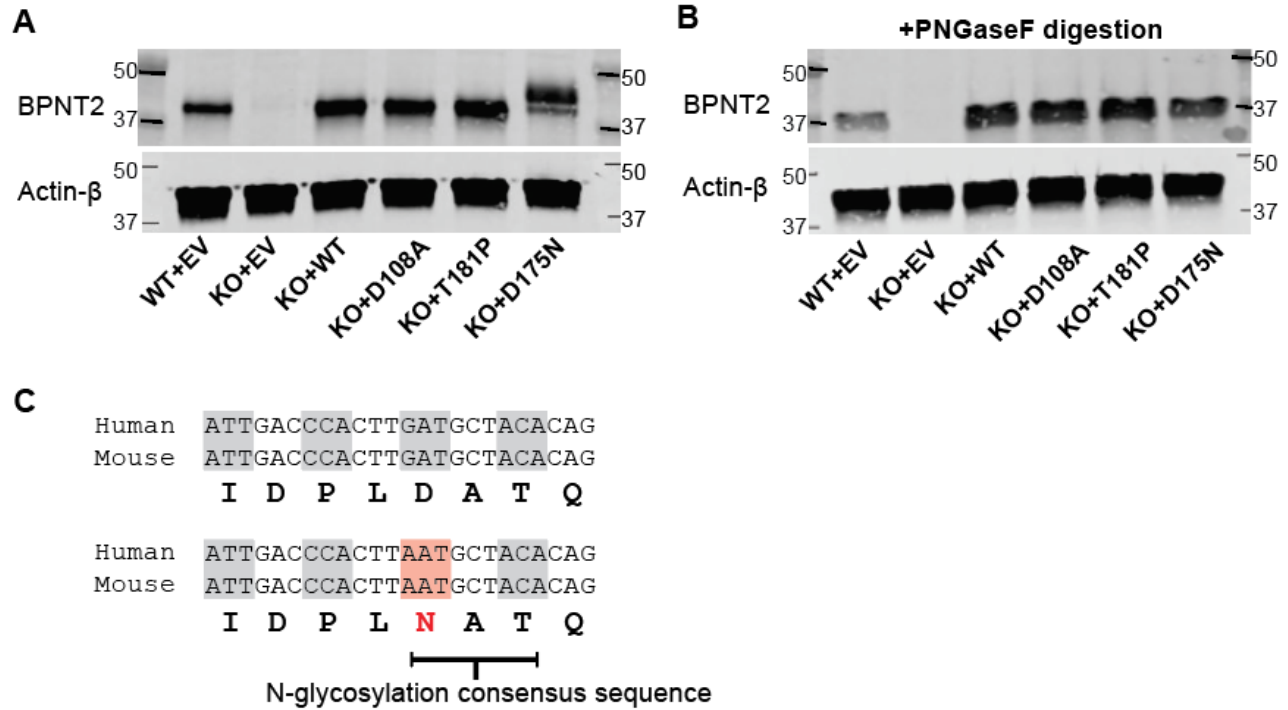 A
50
50
BPNT2
37
37
50
50
Actin-β
37
37
WT+EV
KO+EV
KO+WT
KO+D108A
KO+T181P
KO+D175N
B
+PNGaseF digestion
50
50
BPNT2
37
37
50
50
Actin-β
37
37
WT+EV
KO+EV
KO+WT
KO+D108A
KO+T181P
KO+D175N
C
Human ATTGACCCACTTGATGCTACACAG
Mouse ATTGACCCACTTGATGCTACACAG
I D P L D A T Q
Human ATTGACCCACTTAATGCTACACAG
Mouse ATTGACCCACTTAATGCTACACAG
I D P L N A T Q
N-glycosylation consensus sequence